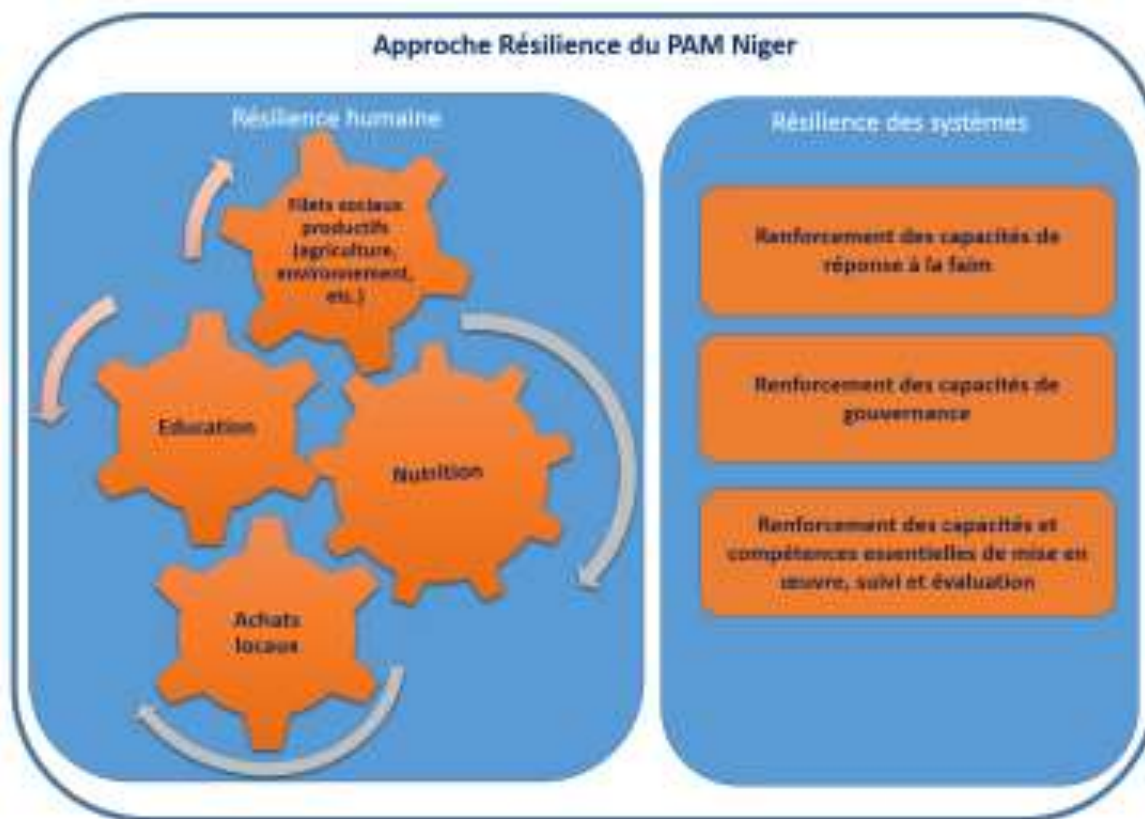 Approche Résilience du PAM Niger
Résilience humaine
Filets sociaux
productifs
(agriculture,
environnement,
etc.)
Education
Nutrition
Achats
locaux
Résilience des systèmes
Renforcement des capacités de
réponse à la faim
Renforcement des capacités de
gouvernance
Renforcement des capacités et
compétences essentielles de mise en
œuvre, suivi et évaluation